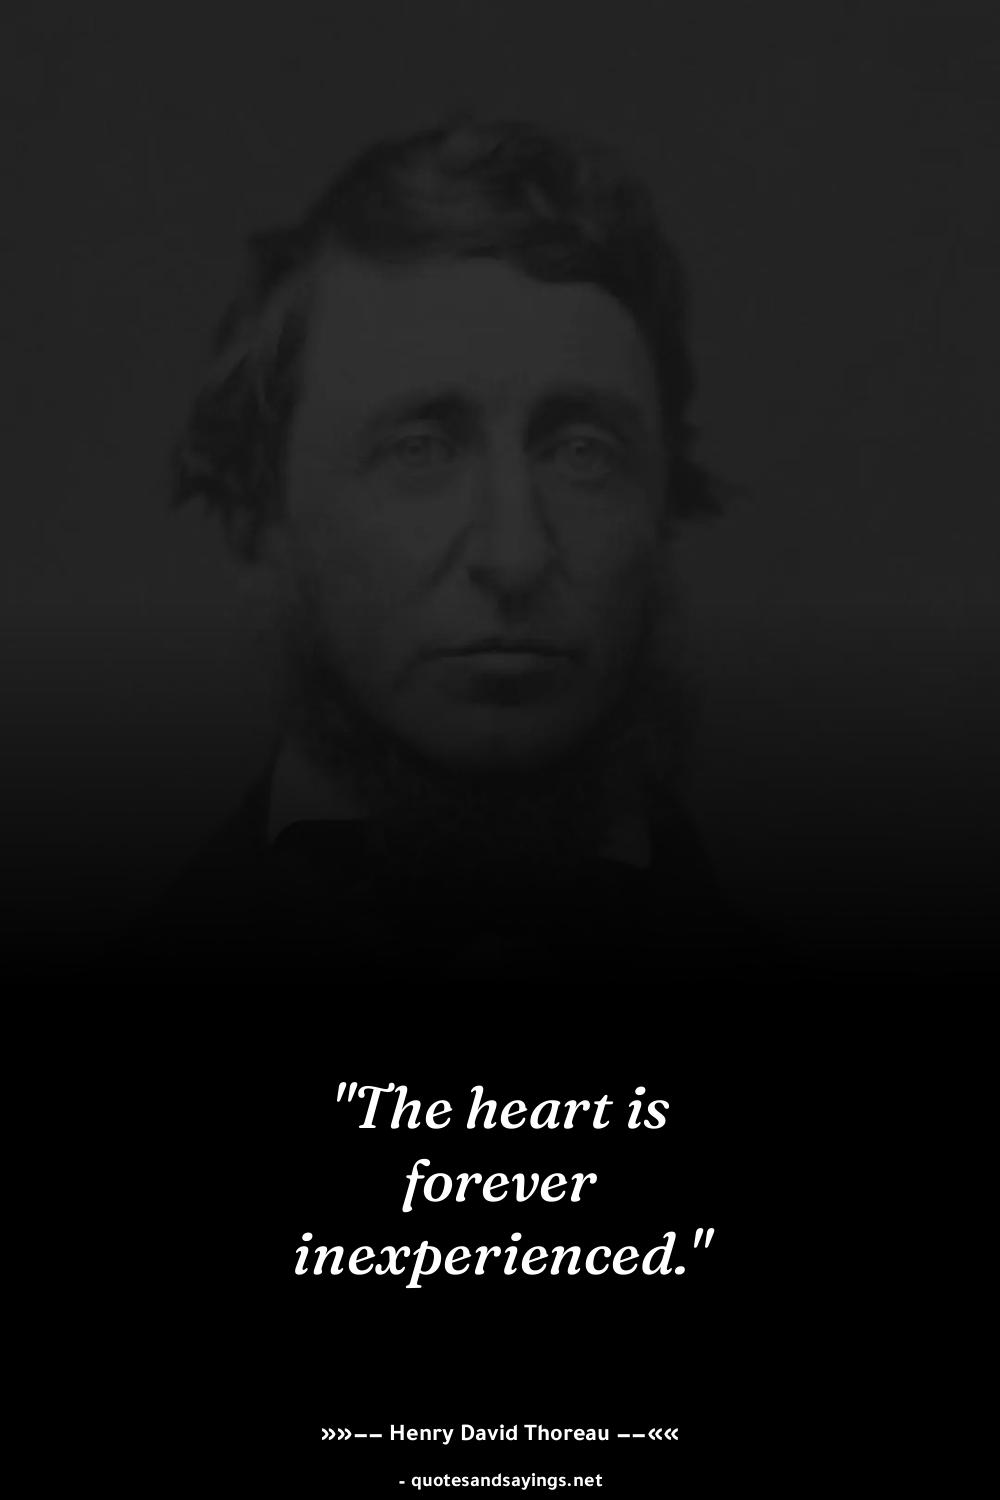 "The heart is
forever
inexperienced."
»»−− Henry David Thoreau −−««
- quotesandsayings.net